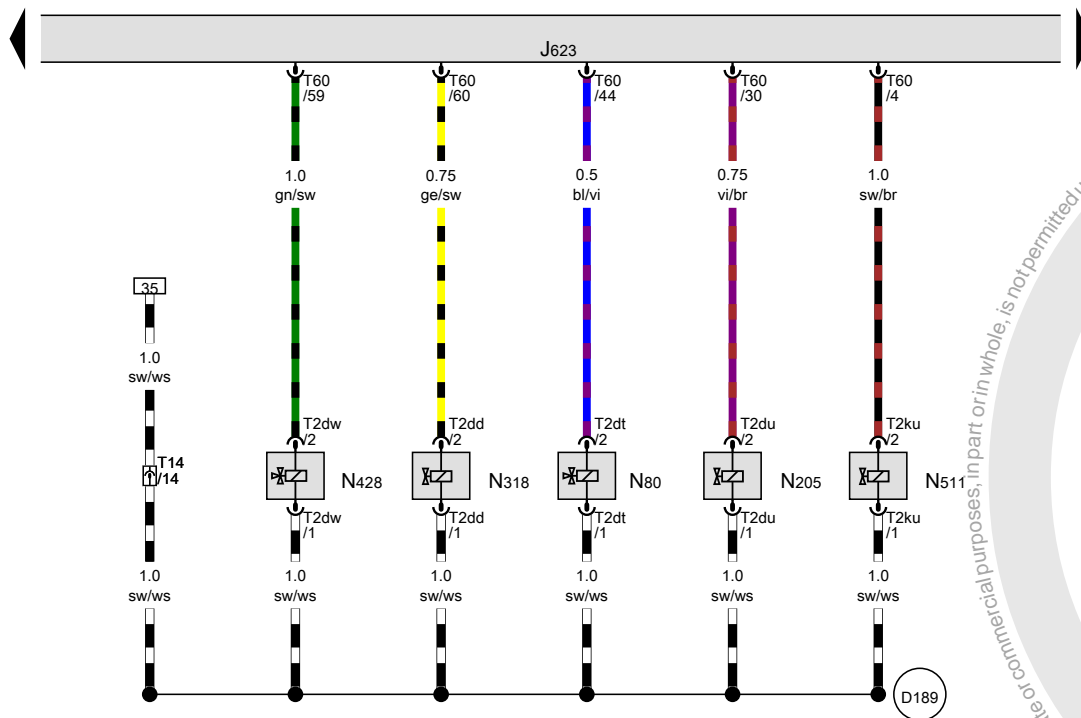 J623
T60 /59
T60 /60
T60 /44
T60 /30
T60 /4
1.0 gn/sw
0.75 ge/sw
0.5 bl/vi
0.75 vi/br
1.0 sw/br
35
1.0 sw/ws
T14 /14
T2dw /2
T2dd /2
T2dt /2
T2du /2
T2ku /2
N428
N318
N80
N205
N511
T2dw /1
T2dd /1
T2dt /1
T2du /1
T2ku /1
1.0 sw/ws
1.0 sw/ws
1.0 sw/ws
1.0 sw/ws
1.0 sw/ws
1.0 sw/ws
D189
or commercial purposes, in part or in whole, is not permitted